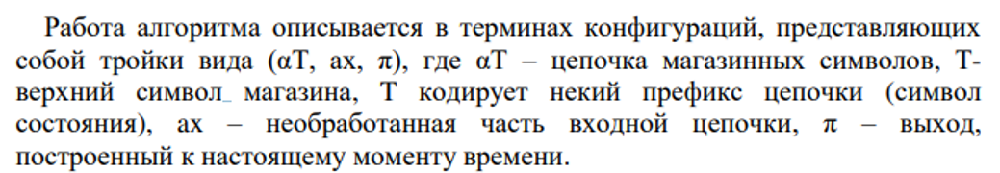 Работа алгоритма описывается в терминах конфигураций, представляющих
собой тройки вида (αT, ax, π), где αT – цепочка магазинных символов, T-
верхний символ_ магазина, T кодирует некий префикс цепочки (символ
состояния), ax – необработанная часть входной цепочки, π – выход,
построенный к настоящему моменту времени.